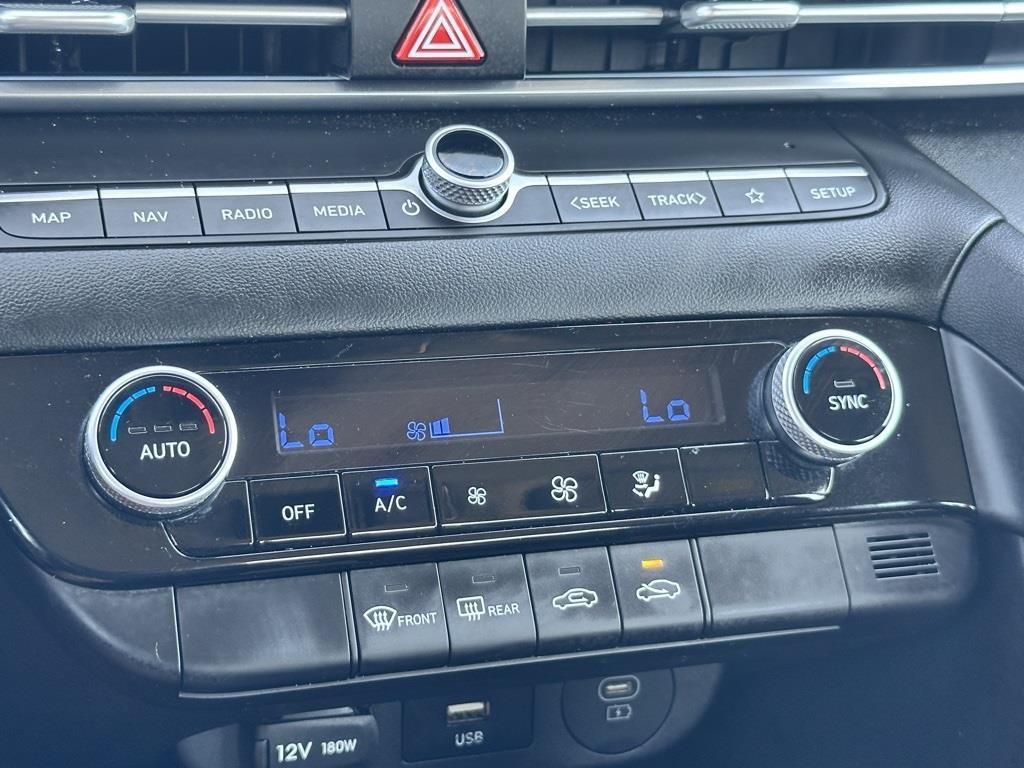 MAP NAV RADIO MEDIA <SEEK TRACK> SETUP
Lo Lo
AUTO SYNC
OFF A/C
FRONT REAR
12V 180W USB